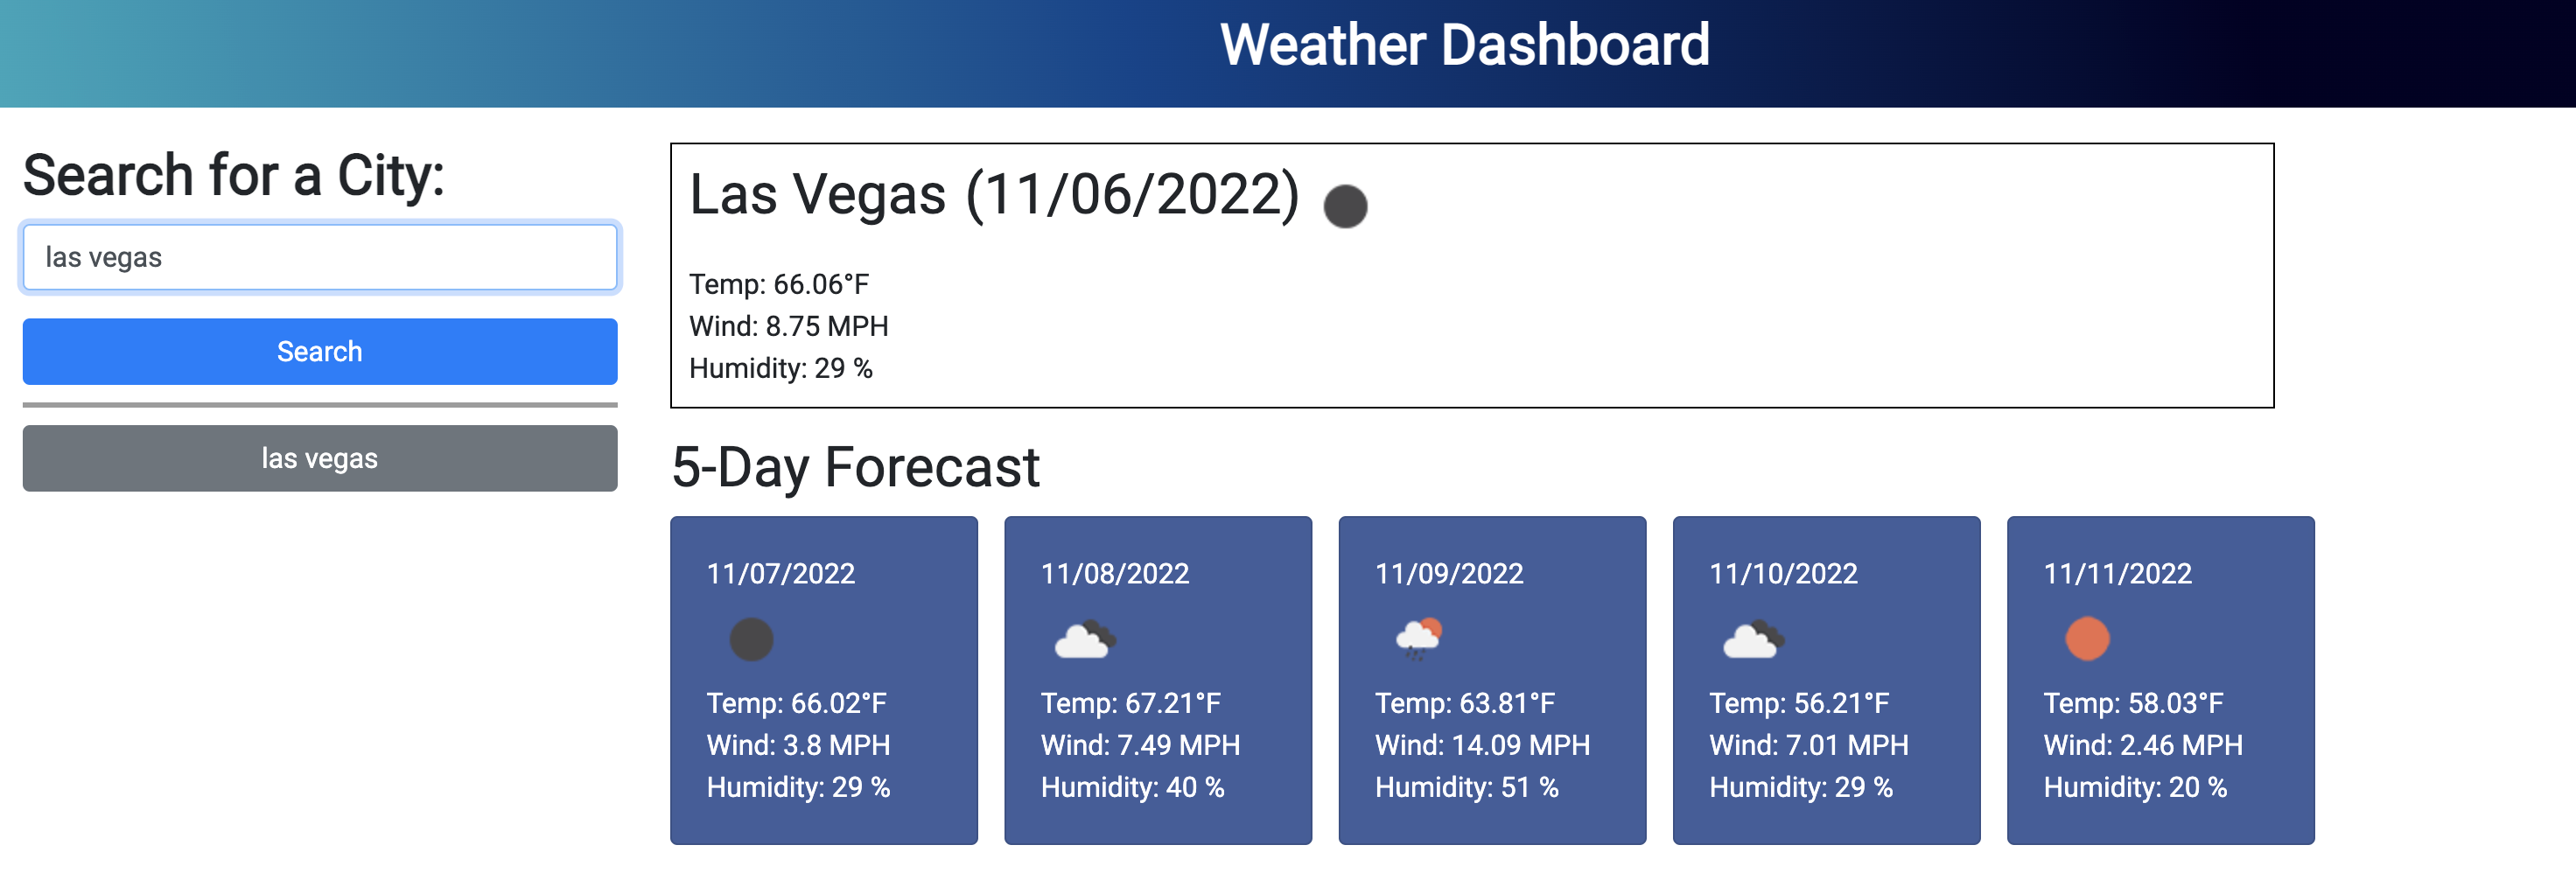 Weather Dashboard
Search for a City:
las vegas
Search
las vegas
Las Vegas (11/06/2022)
Temp: 66.06°F
Wind: 8.75 MPH
Humidity: 29 %
5-Day Forecast
11/07/2022
Temp: 66.02°F
Wind: 3.8 MPH
Humidity: 29 %
11/08/2022
Temp: 67.21°F
Wind: 7.49 MPH
Humidity: 40 %
11/09/2022
Temp: 63.81°F
Wind: 14.09 MPH
Humidity: 51 %
11/10/2022
Temp: 56.21°F
Wind: 7.01 MPH
Humidity: 29 %
11/11/2022
Temp: 58.03°F
Wind: 2.46 MPH
Humidity: 20 %